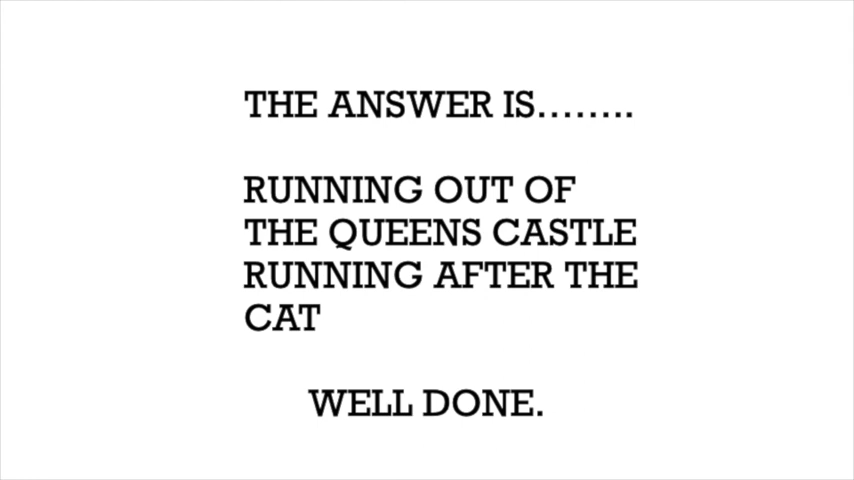 THE ANSWER IS........
RUNNING OUT OF
THE QUEENS CASTLE
RUNNING AFTER THE
CAT
WELL DONE.